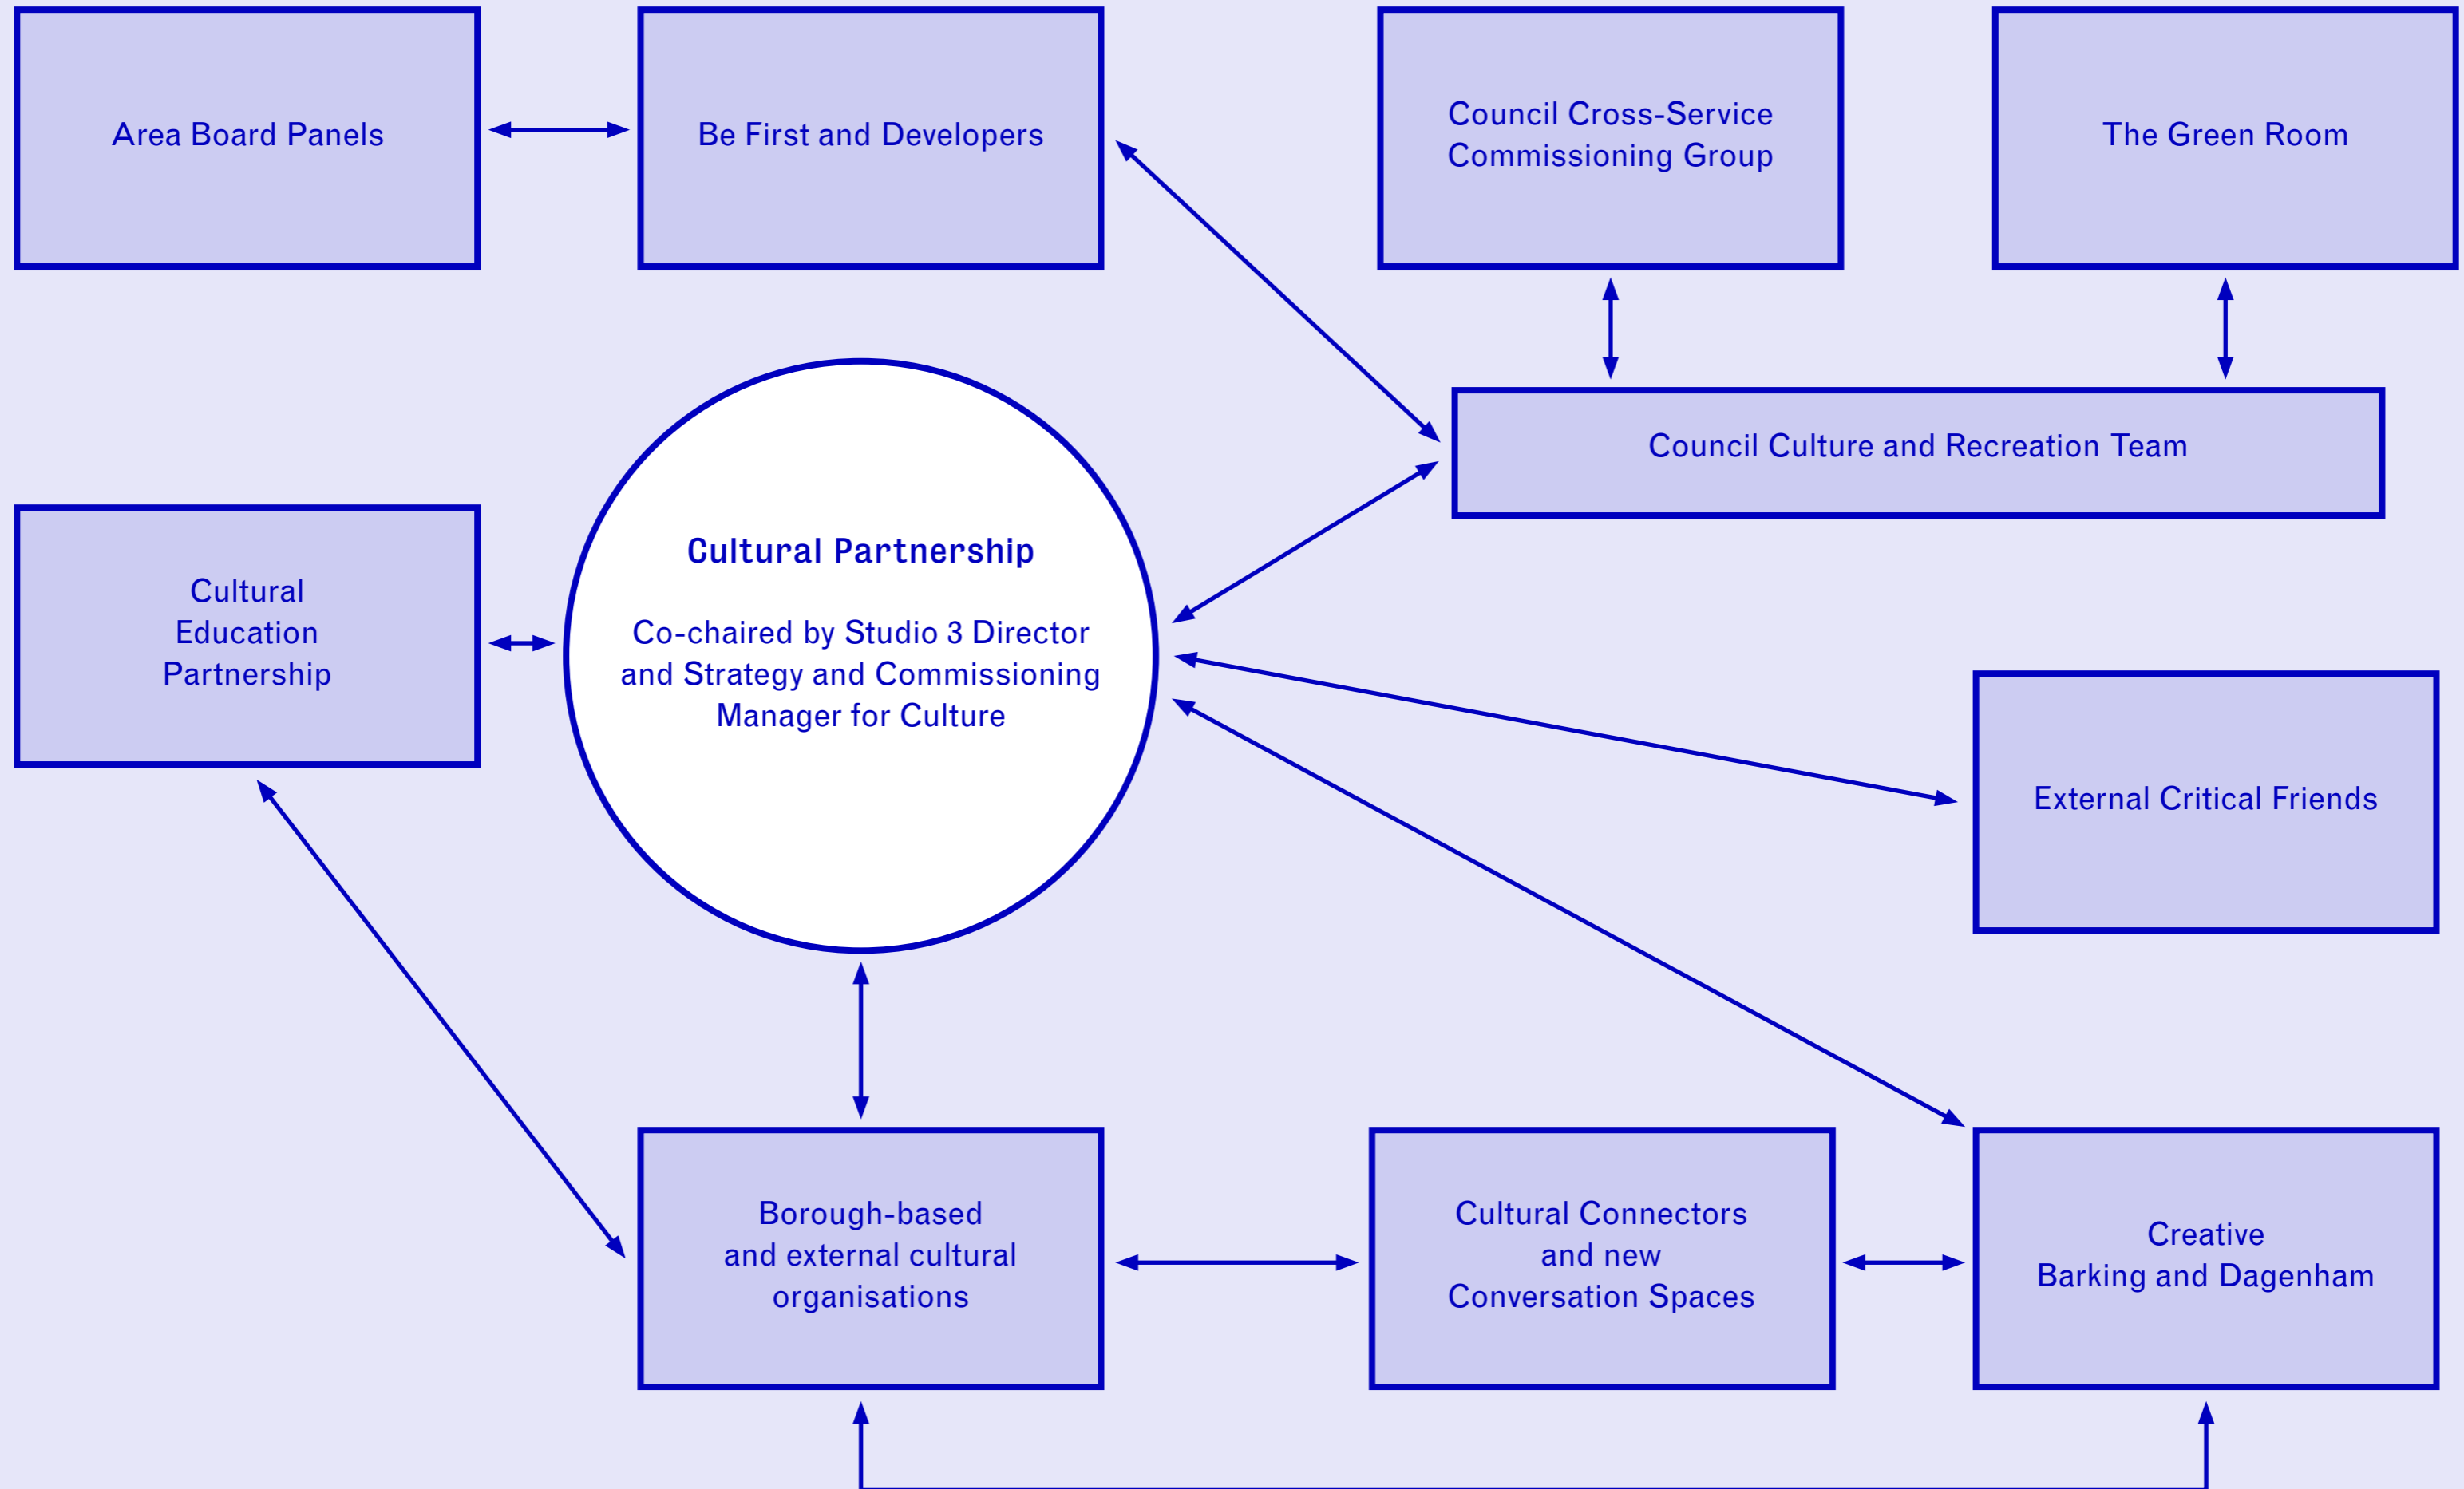 Area Board Panels
Be First and Developers
Council Cross-Service
Commissioning Group
The Green Room
Council Culture and Recreation Team
Cultural Partnership
Co-chaired by Studio 3 Director
and Strategy and Commissioning
Manager for Culture
Cultural
Education
Partnership
External Critical Friends
Borough-based
and external cultural
organisations
Cultural Connectors
and new
Conversation Spaces
Creative
Barking and Dagenham